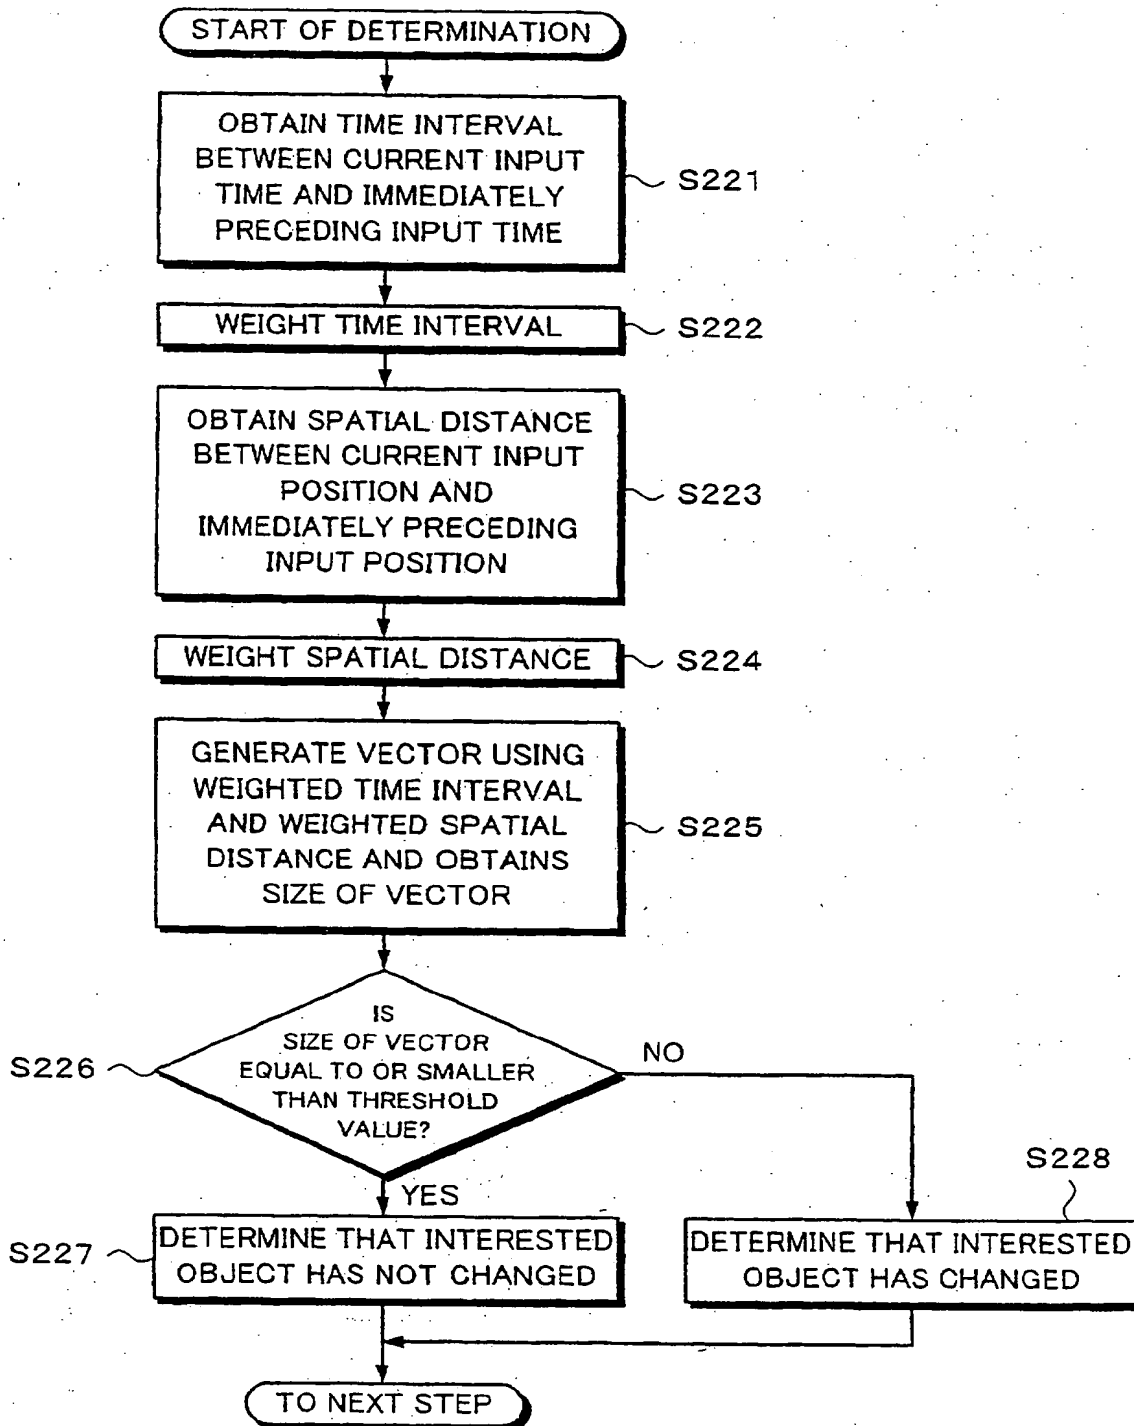 START OF DETERMINATION
OBTAIN TIME INTERVAL
BETWEEN CURRENT INPUT
TIME AND IMMEDIATELY
PRECEDING INPUT TIME
S221
WEIGHT TIME INTERVAL
S222
OBTAIN SPATIAL DISTANCE
BETWEEN CURRENT INPUT
POSITION AND
IMMEDIATELY PRECEDING
INPUT POSITION
S223
WEIGHT SPATIAL DISTANCE
S224
GENERATE VECTOR USING
WEIGHTED TIME INTERVAL
AND WEIGHTED SPATIAL
DISTANCE AND OBTAINS
SIZE OF VECTOR
S225
IS
SIZE OF VECTOR
EQUAL TO OR SMALLER
THAN THRESHOLD
VALUE?
S226
NO
YES
S227
DETERMINE THAT INTERESTED
OBJECT HAS NOT CHANGED
S228
DETERMINE THAT INTERESTED
OBJECT HAS CHANGED
TO NEXT STEP